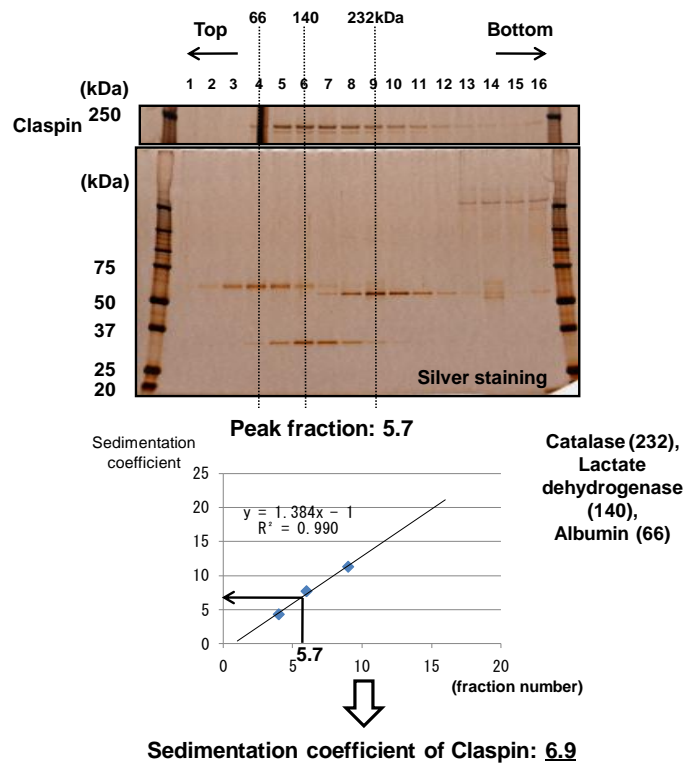 66 140 232kDa
Top Bottom
(kDa) 1 2 3 4 5 6 7 8 9 10 11 12 13 14 15 16
250
Claspin
(kDa)
75
50
37
25
20
Silver staining
Peak fraction: 5.7
Sedimentation
coefficient
Catalase (232),
Lactate
dehydrogenase
(140),
Albumin (66)
25
20
15
10
5
0
y = 1.384x − 1
R² = 0.990
0 5 10 15 20
5.7
(fraction number)
Sedimentation coefficient of Claspin: 6.9